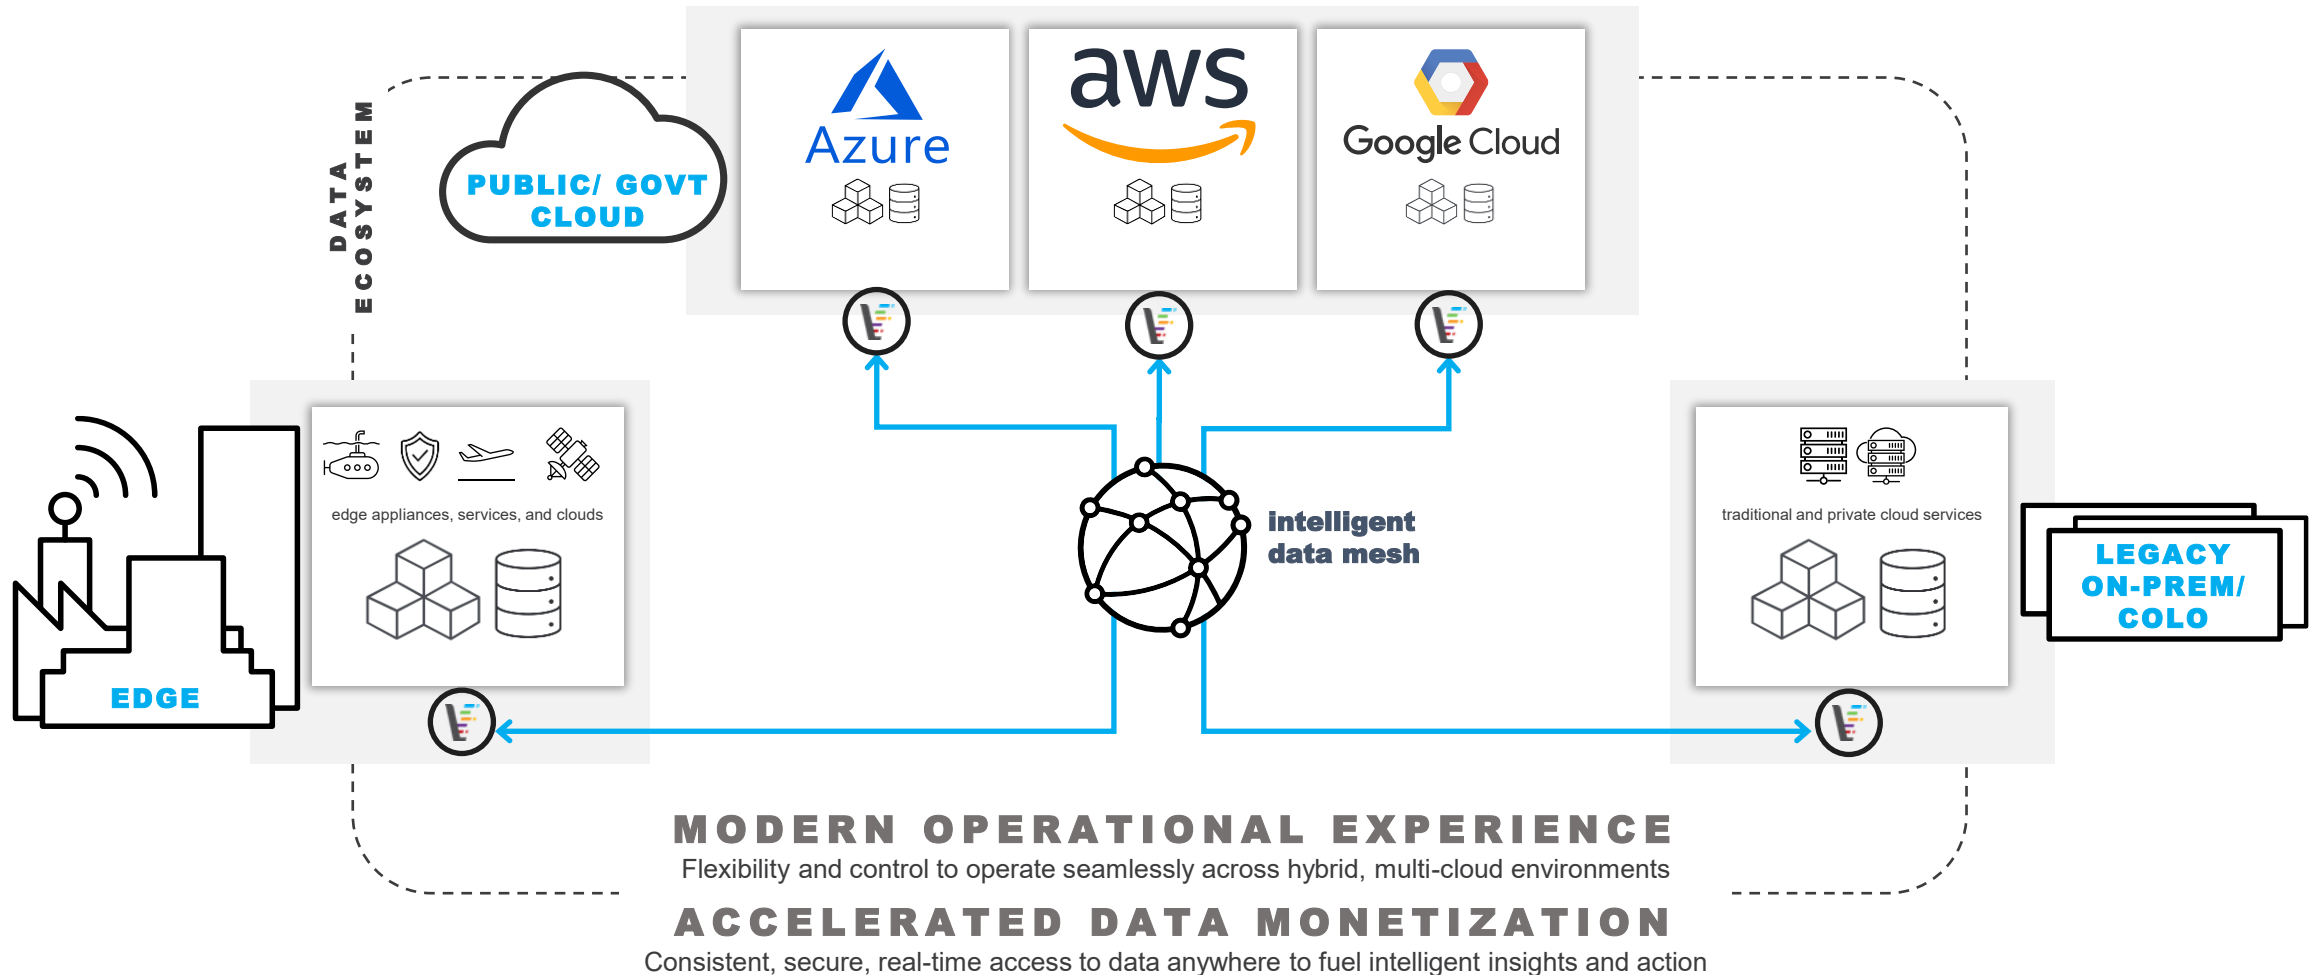 DATA
ECOSYSTEM
PUBLIC/ GOVT
CLOUD
Azure
aws
Google Cloud
edge appliances, services, and clouds
EDGE
intelligent
data mesh
traditional and private cloud services
LEGACY
ON-PREM/
COLO
MODERN OPERATIONAL EXPERIENCE
Flexibility and control to operate seamlessly across hybrid, multi-cloud environments
ACCELERATED DATA MONETIZATION
Consistent, secure, real-time access to data anywhere to fuel intelligent insights and action